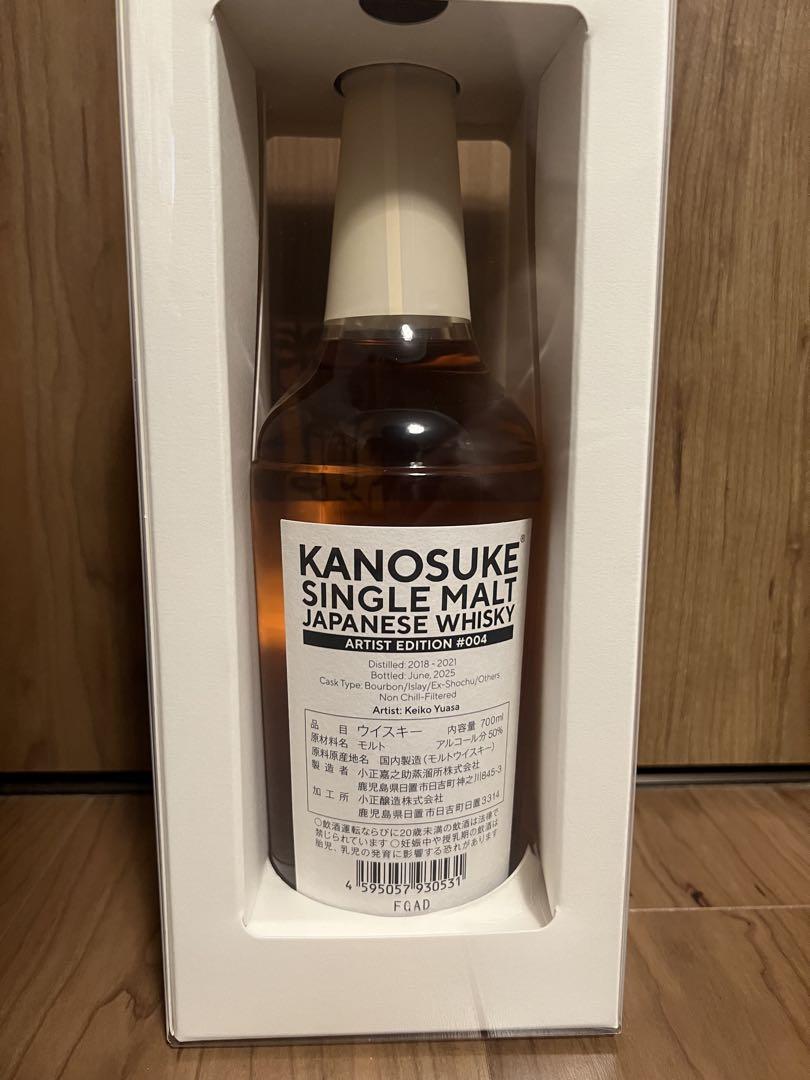 KANOSUKE®
SINGLE MALT
JAPANESE WHISKY
ARTIST EDITION #004
Distilled: 2018 - 2021
Bottled: June, 2025
Cask Type: Bourbon/Islay/Ex-Shochu/Others
Non Chill-Filtered
Artist: Keiko Yuasa
品目 ウイスキー 内容量 700ml
原材料名 モルト アルコール分 50%
原料原産地名 国内製造(モルトウイスキー)
製造者 小正嘉之助蒸溜所株式会社
鹿児島県日置市日吉町神之川845-3
加工所 小正醸造株式会社
鹿児島県日置市日吉町日置3314
○飲酒運転ならびに20歳未満の飲酒は法律で
禁じられています ○妊娠中や授乳期の飲酒は
胎児、乳児の発育に影響する恐れがあります
4 595057 930531
FQAD